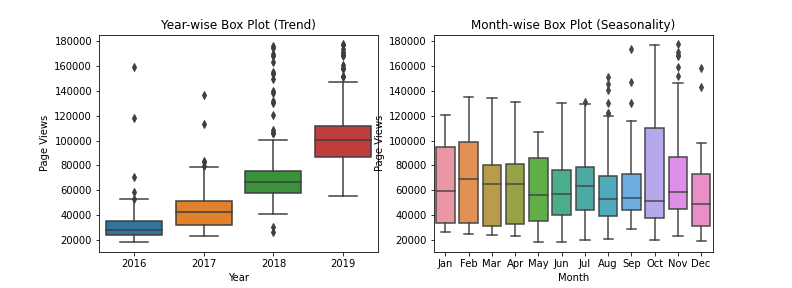 Year-wise Box Plot (Trend)
Page Views
180000
160000
140000
120000
100000
80000
60000
40000
20000
2016 2017 2018 2019
Year
Month-wise Box Plot (Seasonality)
Page Views
180000
160000
140000
120000
100000
80000
60000
40000
20000
Jan Feb Mar Apr May Jun Jul Aug Sep Oct Nov Dec
Month